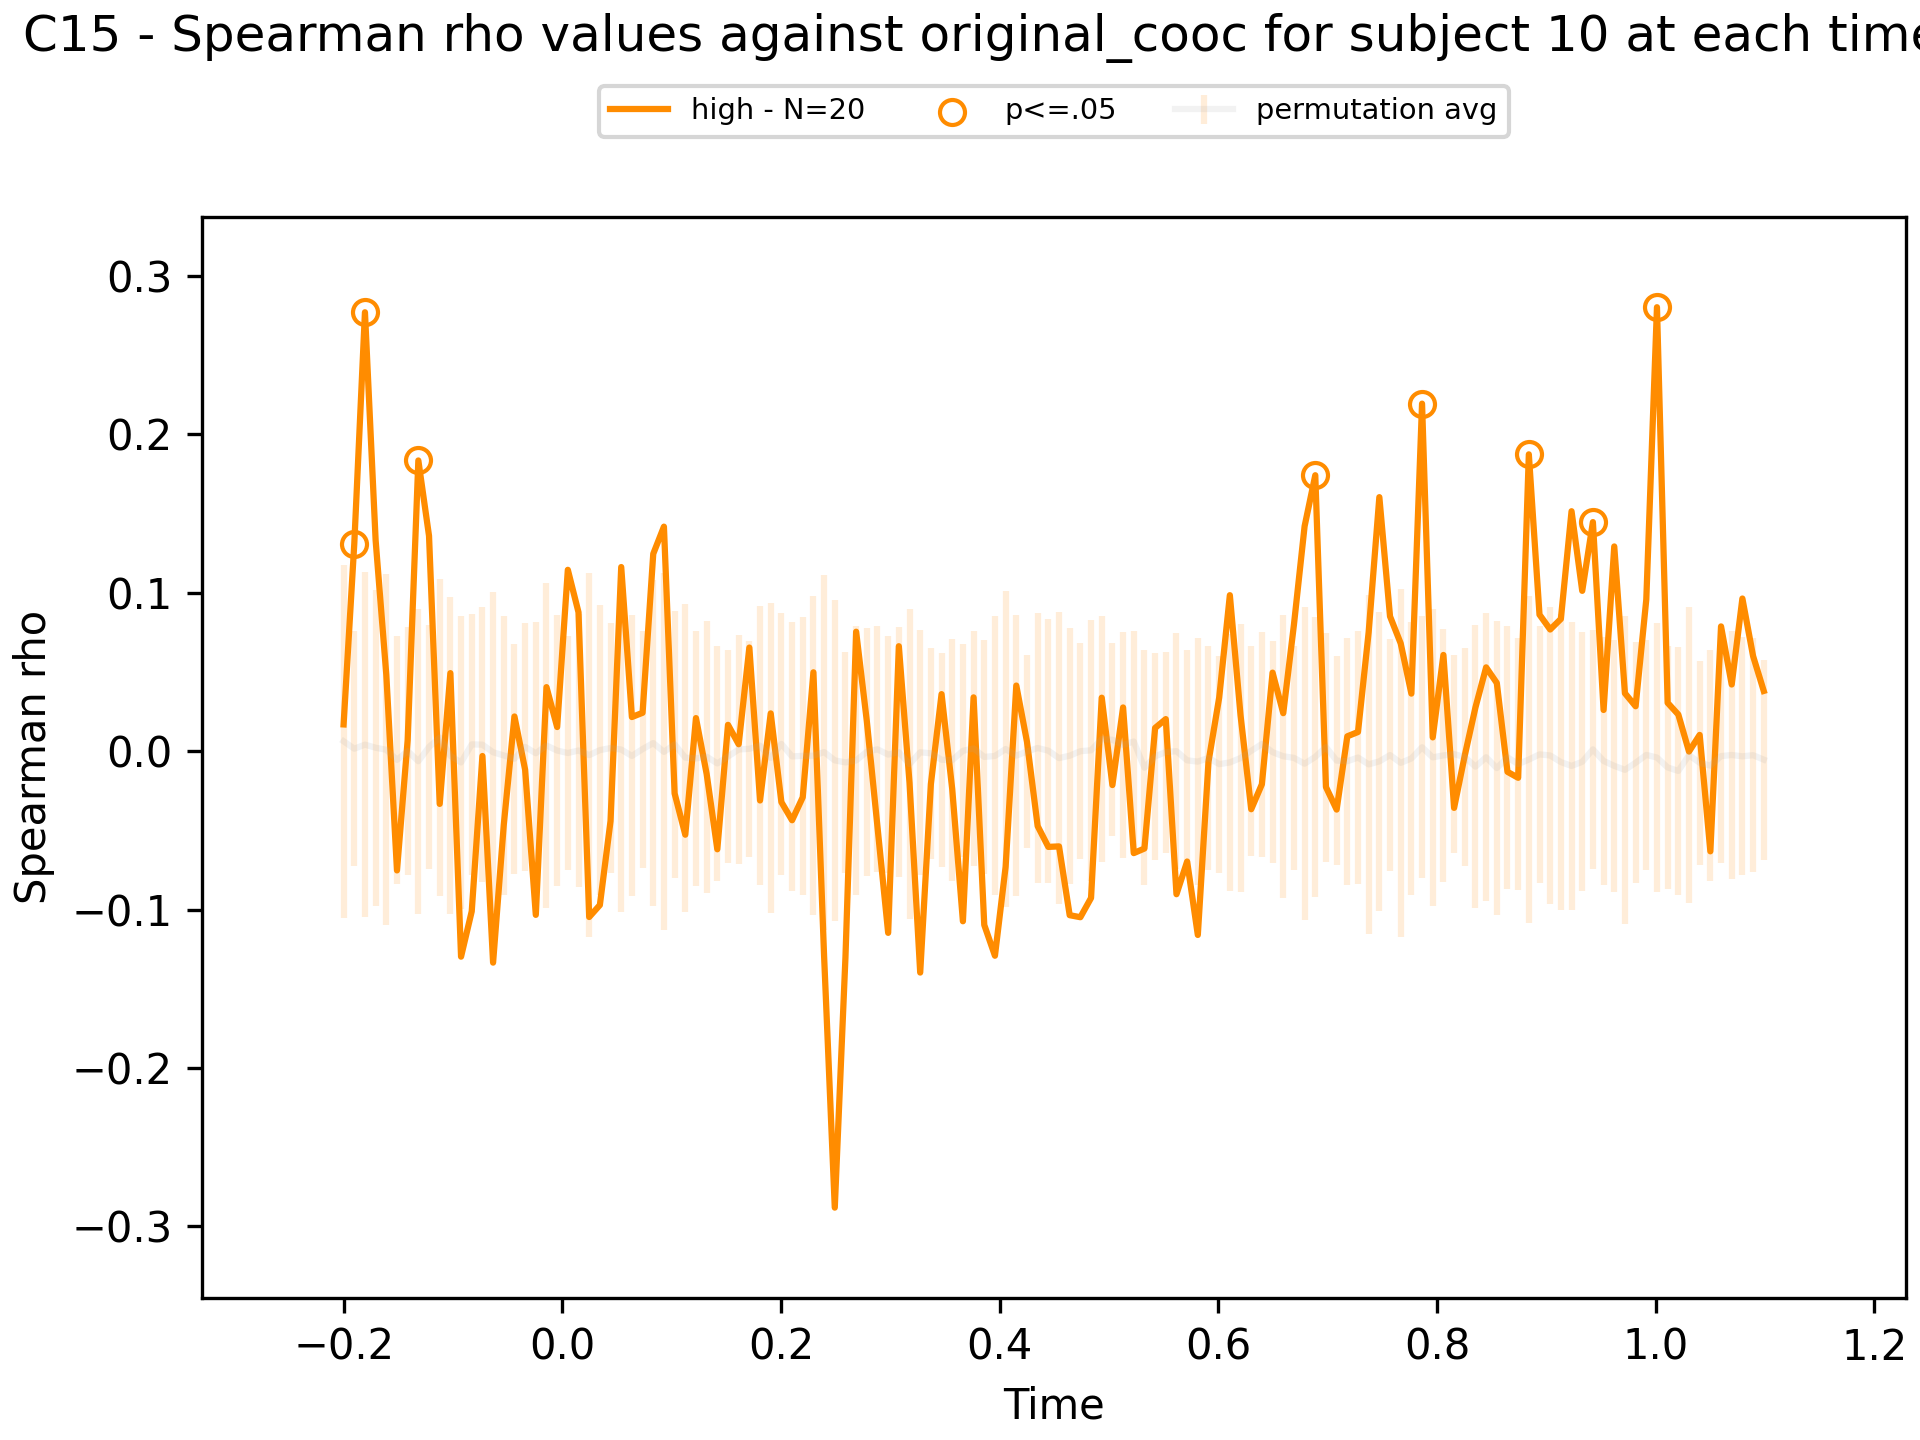 C15 - Spearman rho values against original_cooc for subject 10 at each time
high - N=20 p<=.05 permutation avg
0.3
0.2
0.1
0.0
−0.1
−0.2
−0.3
Spearman rho
−0.2 0.0 0.2 0.4 0.6 0.8 1.0 1.2
Time